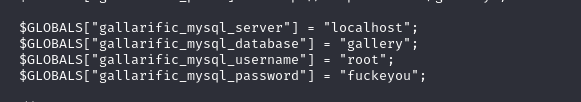 $GLOBALS["gallarific_mysql_server"] = "localhost";
$GLOBALS["gallarific_mysql_database"] = "gallery";
$GLOBALS["gallarific_mysql_username"] = "root";
$GLOBALS["gallarific_mysql_password"] = "fuckeyou";